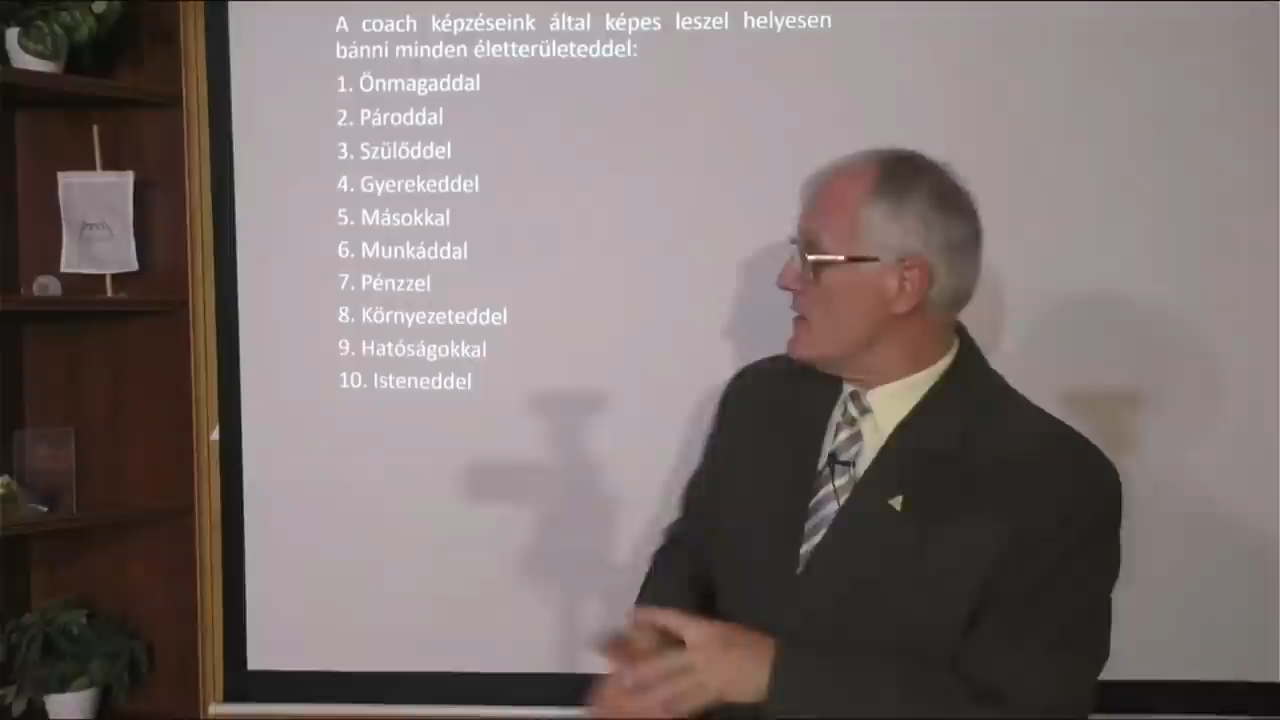 A coach képzéseink által képes leszel helyesen
bánni minden életterületeddel:
1. Önmagaddal
2. Pároddal
3. Szülőddel
4. Gyerekeddel
5. Másokkal
6. Munkáddal
7. Pénzzel
8. Környezeteddel
9. Hatóságokkal
10. Isteneddel